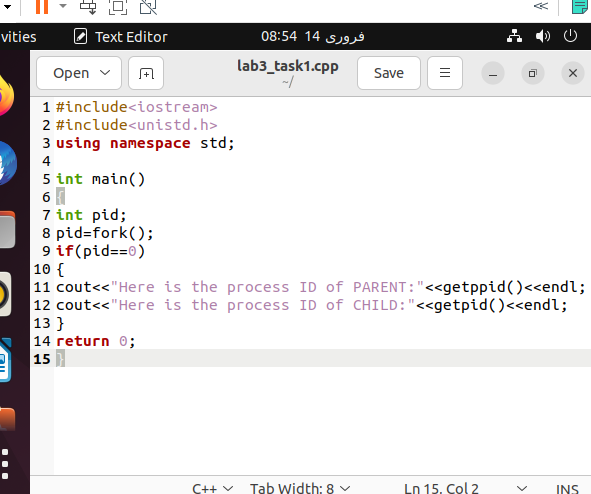 vities Text Editor 08:54 14 فروری
Open lab3_task1.cpp Save
~/
1 #include<iostream>
2 #include<unistd.h>
3 using namespace std;
4
5 int main()
6 {
7 int pid;
8 pid=fork();
9 if(pid==0)
10 {
11 cout<<"Here is the process ID of PARENT:"<<getppid()<<endl;
12 cout<<"Here is the process ID of CHILD:"<<getpid()<<endl;
13 }
14 return 0;
15 }
C++ Tab Width: 8 Ln 15, Col 2 INS